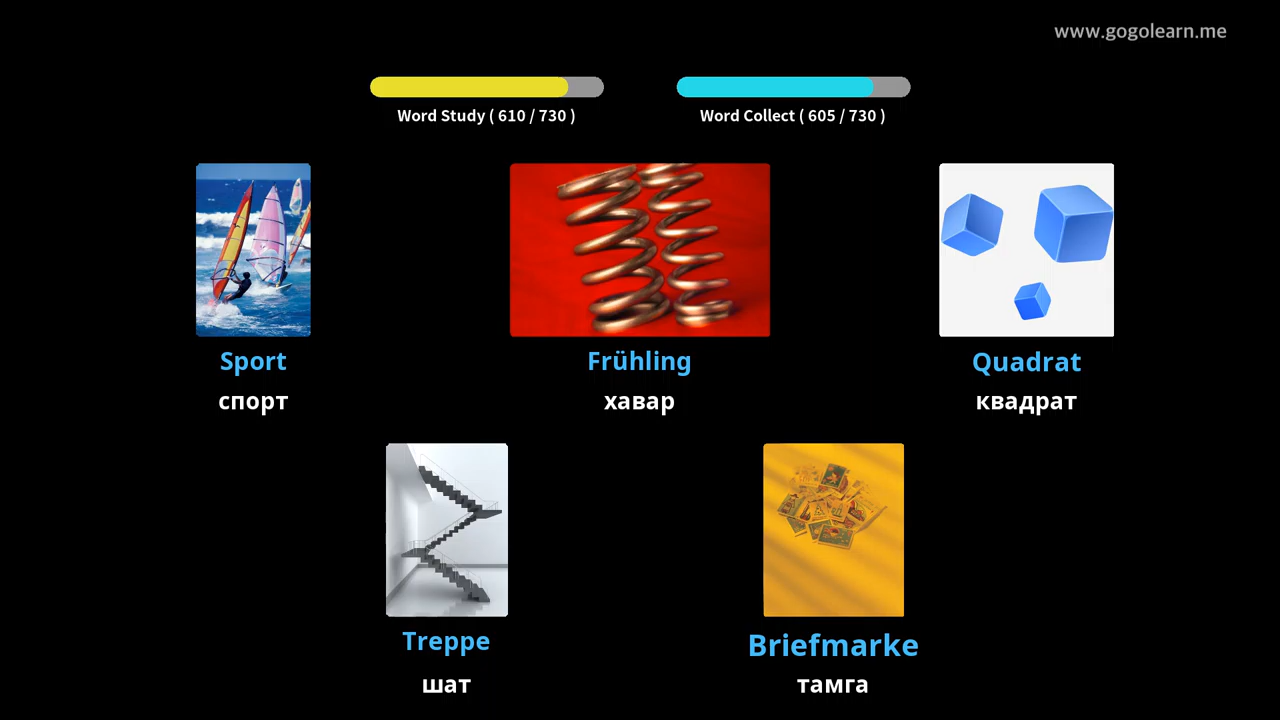 www.gogolearn.me
Word Study ( 610 / 730 )
Word Collect ( 605 / 730 )
Sport
Frühling
Quadrat
спорт
хавар
квадрат
Treppe
Briefmarke
шат
тамга